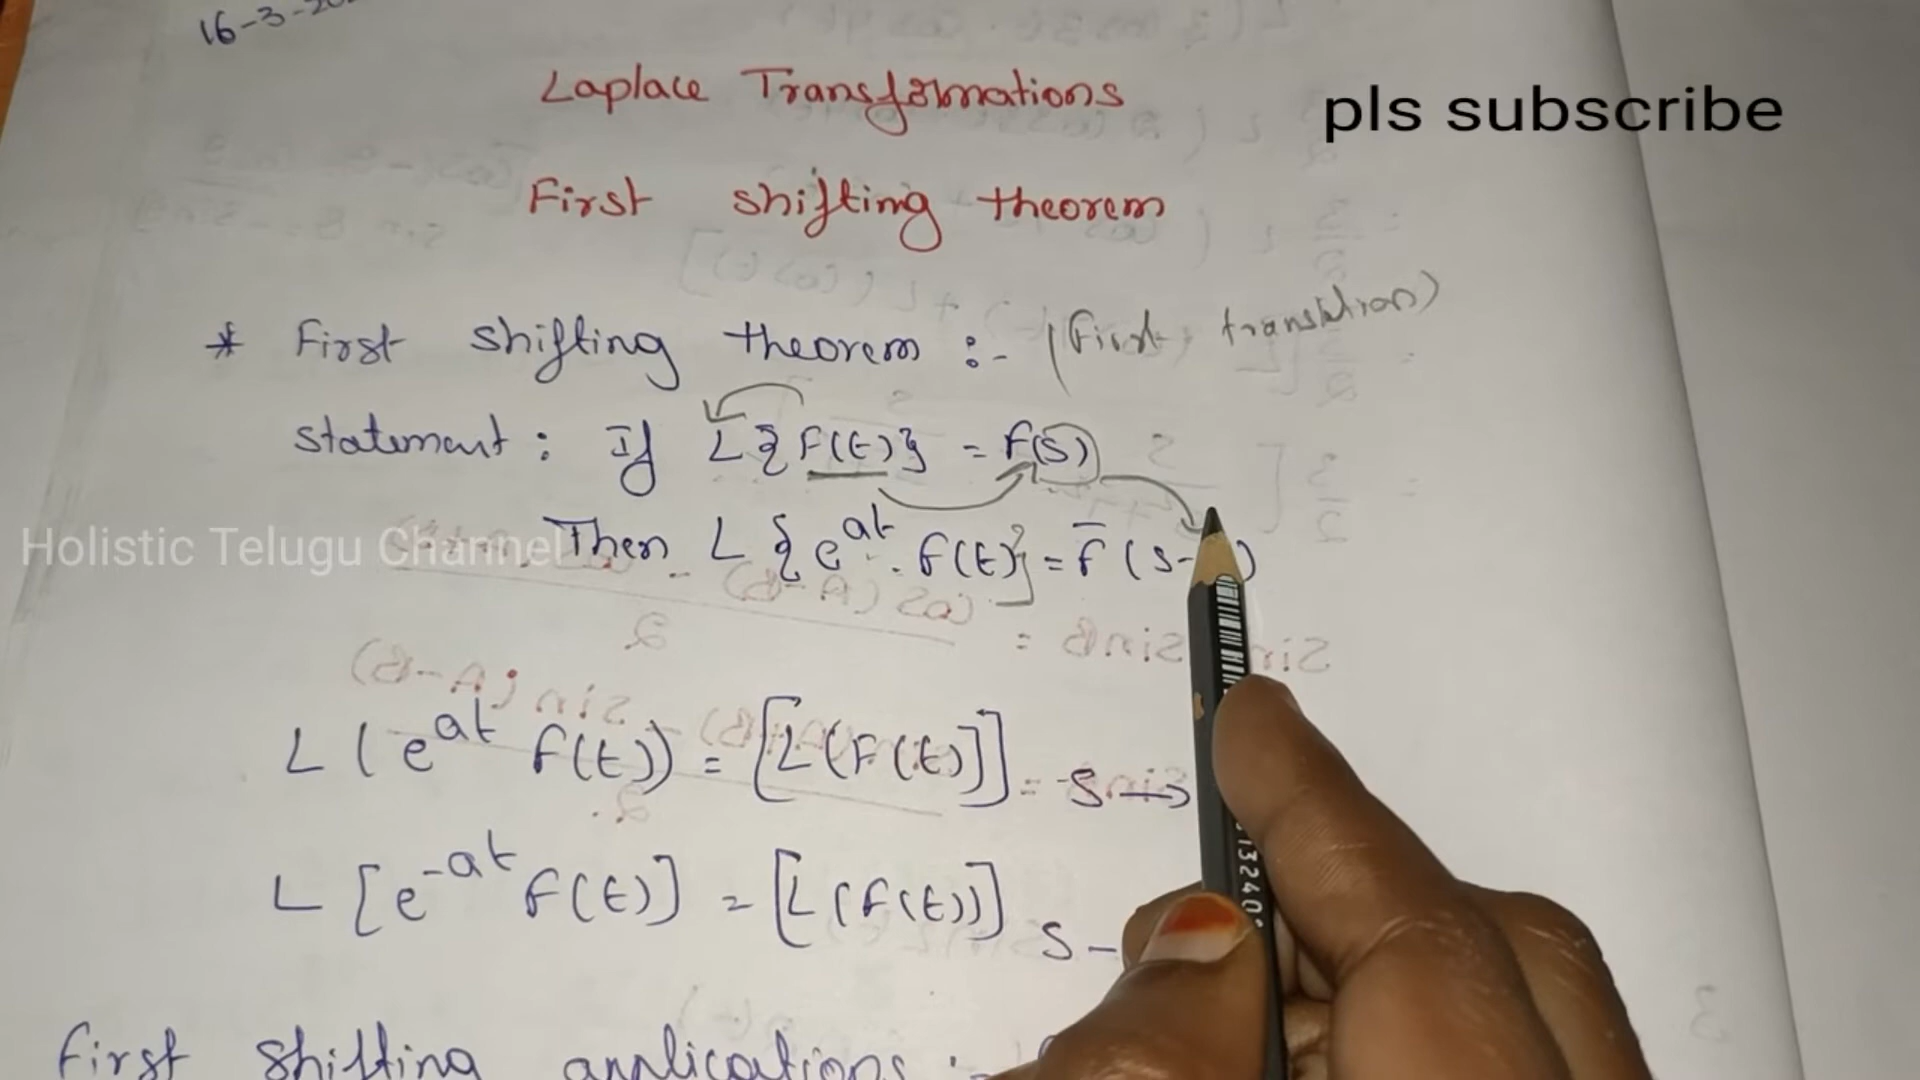 16-3-20
Laplace Transformations
pls subscribe
First shifting theorem
* First shifting theorem :- (First translation)
statement : If L{F(t)} = f(s)
Holistic Telugu Channel
Then L {e^at . f(t)} = f̄ (s- )
L (e^at f(t)) = [L(F(t)]] s →
L [e^-at f(t)] = [L(f(t))] s -
First Shifting applications :-